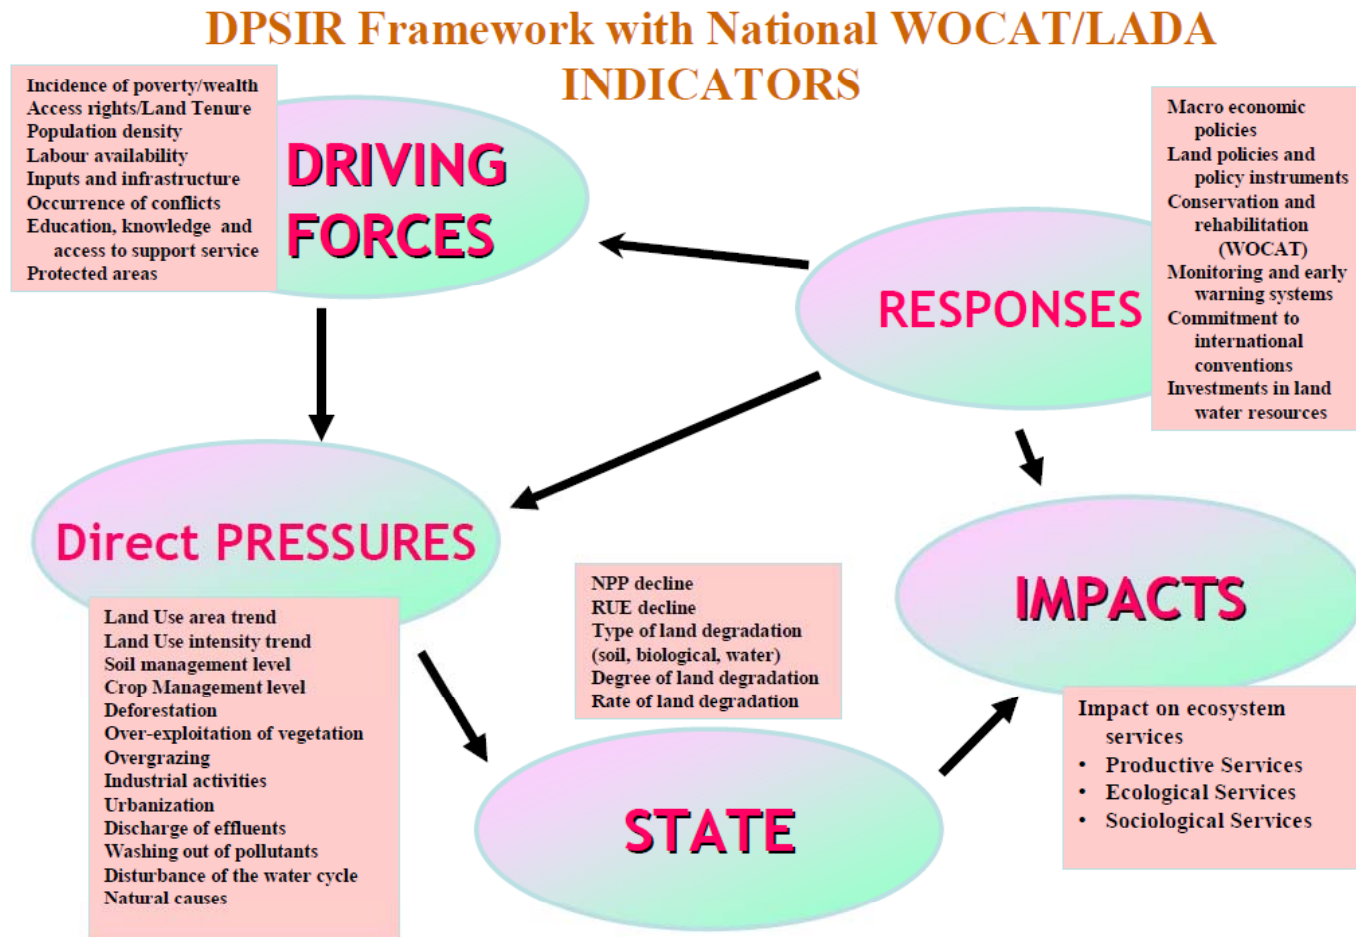 DPSIR Framework with National WOCAT/LADA
INDICATORS
Incidence of poverty/wealth
Access rights/Land Tenure
Population density
Labour availability
Inputs and infrastructure
Occurrence of conflicts
Education, knowledge and
access to support service
Protected areas
DRIVING
FORCES
RESPONSES
Macro economic
policies
Land policies and
policy instruments
Conservation and
rehabilitation
(WOCAT)
Monitoring and early
warning systems
Commitment to
international
conventions
Investments in land
water resources
Direct PRESSURES
Land Use area trend
Land Use intensity trend
Soil management level
Crop Management level
Deforestation
Over-exploitation of vegetation
Overgrazing
Industrial activities
Urbanization
Discharge of effluents
Washing out of pollutants
Disturbance of the water cycle
Natural causes
NPP decline
RUE decline
Type of land degradation
(soil, biological, water)
Degree of land degradation
Rate of land degradation
STATE
IMPACTS
Impact on ecosystem
services
• Productive Services
• Ecological Services
• Sociological Services